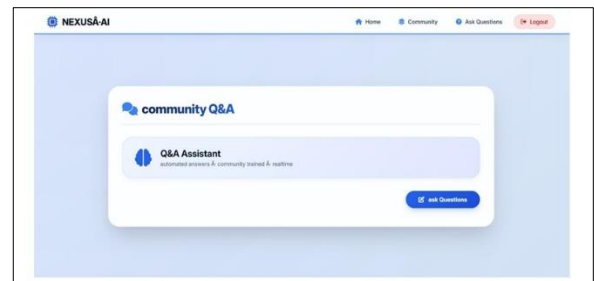 NEXUSÂ·AI
Home
Community
Ask Questions
Logout
community Q&A
Q&A Assistant
automated answers Â· community trained Â· realtime
ask Questions